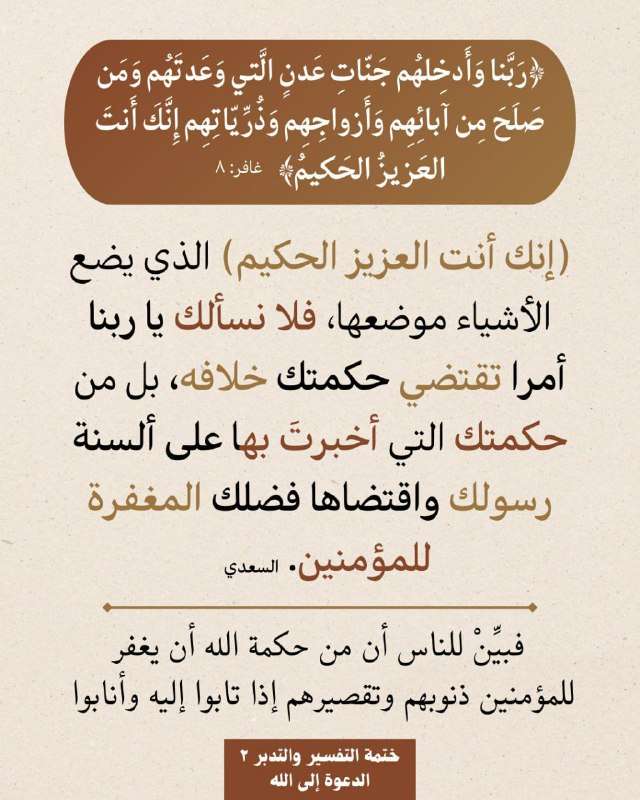 ﴿رَبَّنا وَأَدخِلهُم جَنّاتِ عَدنٍ الَّتي وَعَدتَهُم وَمَن
صَلَحَ مِن آبائِهِم وَأَزواجِهِم وَذُرِّيّاتِهِم إِنَّكَ أَنتَ
العَزيزُ الحَكيمُ﴾ غافر: ٨
(إنك أنت العزيز الحكيم) الذي يضع
الأشياء موضعها، فلا نسألك يا ربنا
أمرا تقتضي حكمتك خلافه، بل من
حكمتك التي أخبرتَ بها على ألسنة
رسولك واقتضاها فضلك المغفرة
للمؤمنين. السعدي
فبيِّنْ للناس أن من حكمة الله أن يغفر
للمؤمنين ذنوبهم وتقصيرهم إذا تابوا إليه وأنابوا
ختمة التفسير والتدبر ٢
الدعوة إلى الله